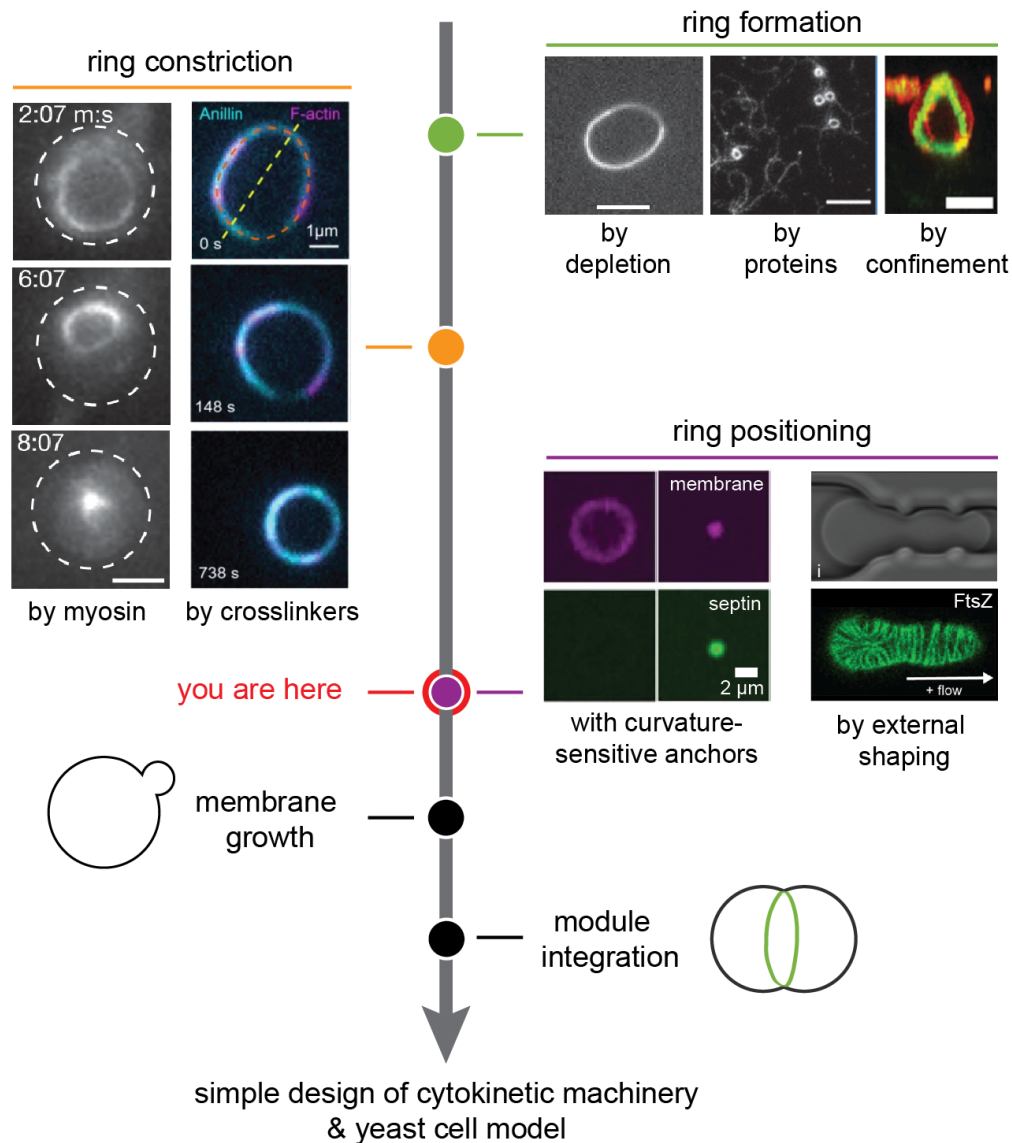 ring formation
by
depletion
by
proteins
by
confinement
ring constriction
2:07 m:s
Anillin
F-actin
0 s
1μm
6:07
148 s
8:07
738 s
by myosin
by crosslinkers
ring positioning
membrane
septin
2 μm
with curvature-
sensitive anchors
i
FtsZ
+ flow
by external
shaping
you are here
membrane
growth
module
integration
simple design of cytokinetic machinery
& yeast cell model